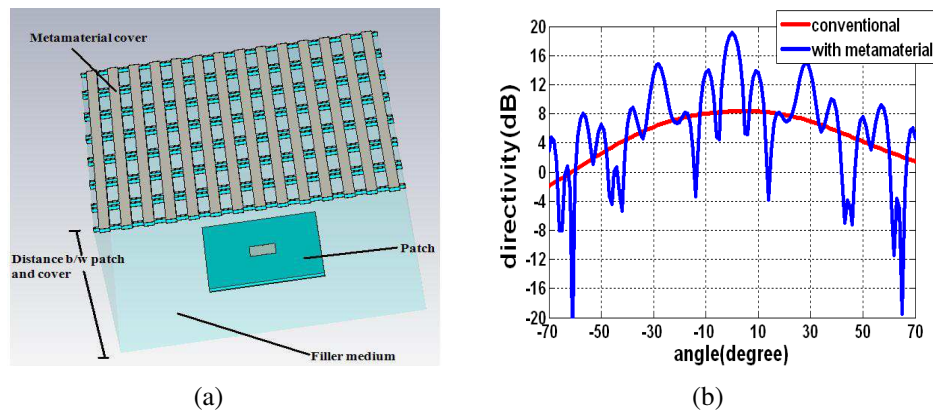 Metamaterial cover
Distance b/w patch
and cover
Patch
Filler medium
(a)
conventional
with metamaterial
directivity(dB)
20
16
12
8
4
0
-4
-8
-12
-16
-20
-70
-50
-30
-10
10
30
50
70
angle(degree)
(b)